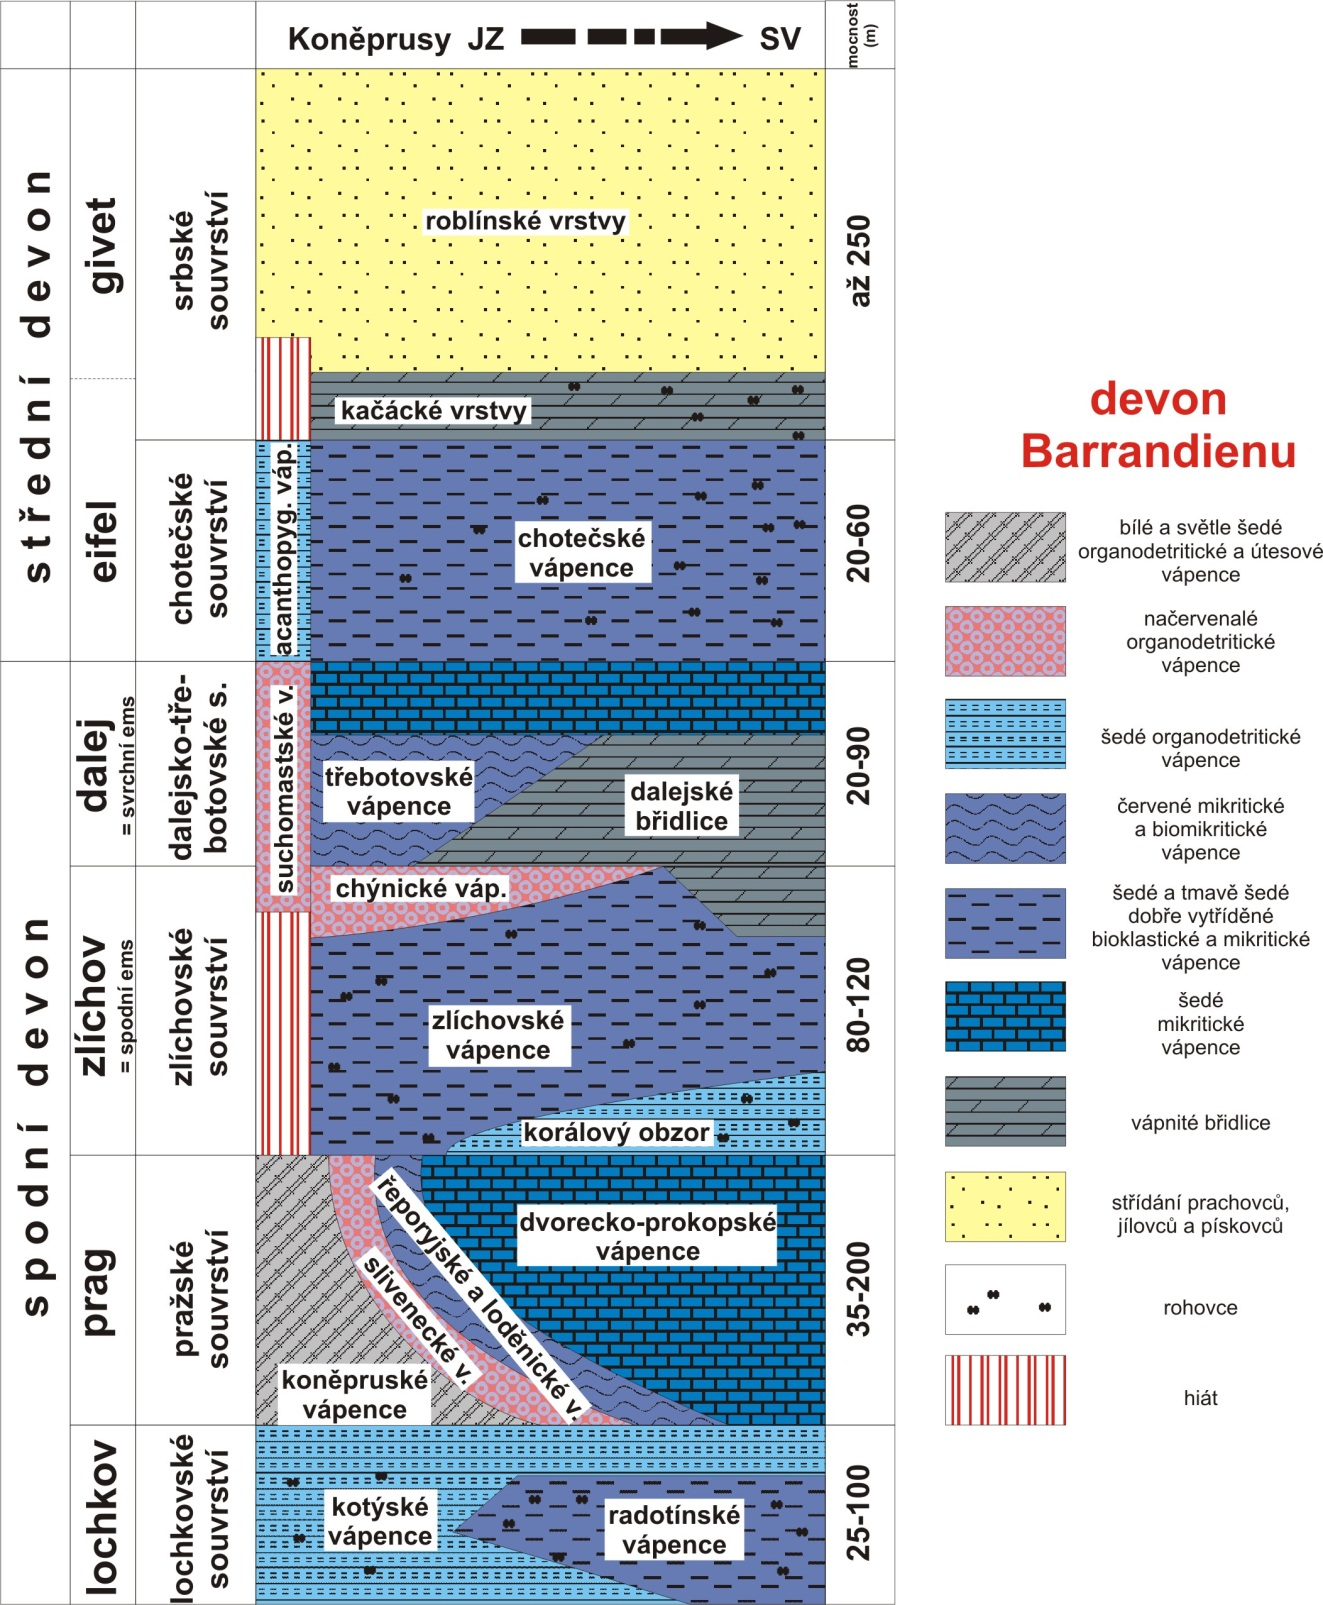 Koněprusy JZ SV
mocnost
(m)
střední devon
givet
srbské
souvrství
roblínské vrstvy
až 250
kačácké vrstvy
eifel
chotečské
souvrství
acanthopyg. váp.
chotečské
vápence
20-60
spodní devon
dalej
= svrchní ems
dalejsko-tře-
botovské s.
suchomastské v.
třebotovské
vápence
dalejské
břidlice
20-90
zlíchov
= spodní ems
zlíchovské
souvrství
chýnické váp.
zlíchovské
vápence
korálový obzor
80-120
prag
pražské
souvrství
koněpruské
vápence
slivenecké v.
řeporyjské a loděnické v.
dvorecko-prokopské
vápence
35-200
lochkov
lochkovské
souvrství
kotýské
vápence
radotínské
vápence
25-100
devon
Barrandienu
bílé a světle šedé
organodetritické a útesové
vápence
načervenalé
organodetritické
vápence
šedé organodetritické
vápence
červené mikritické
a biomikritické
vápence
šedé a tmavě šedé
dobře vytříděné
bioklastické a mikritické
vápence
šedé
mikritické
vápence
vápnité břidlice
střídání prachovců,
jílovců a pískovců
rohovce
hiát